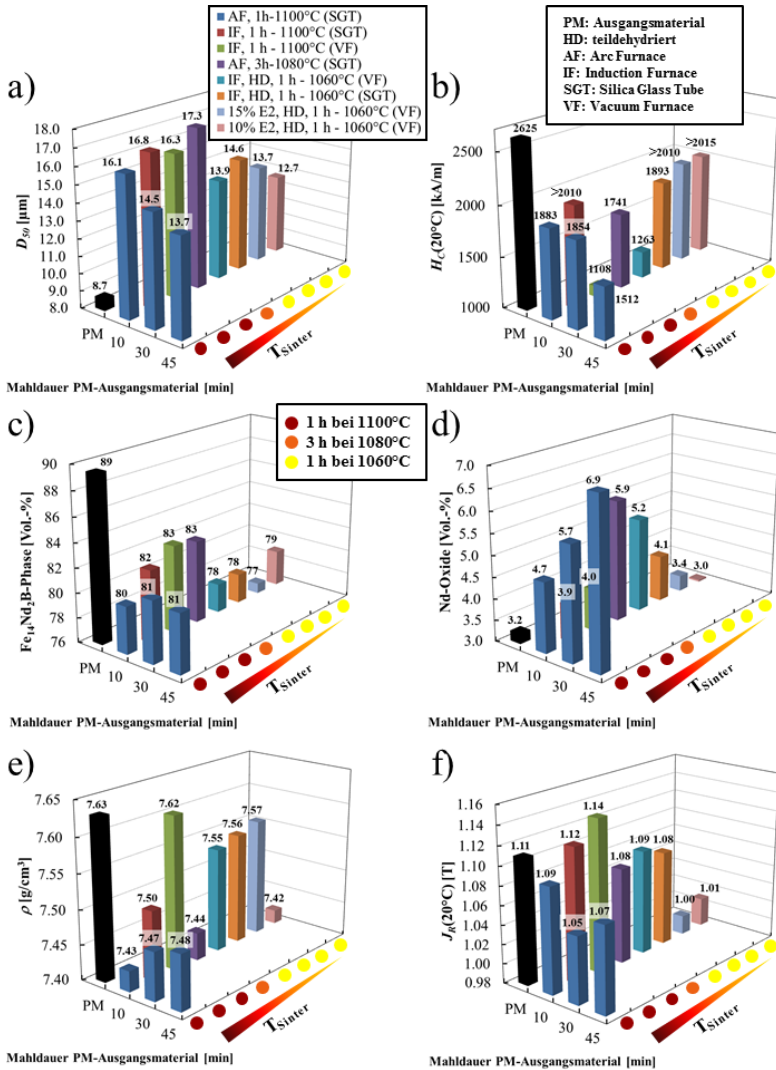 AF, 1h-1100°C (SGT)
IF, 1 h - 1100°C (SGT)
IF, 1 h - 1100°C (VF)
AF, 3h-1080°C (SGT)
IF, HD, 1 h - 1060°C (VF)
IF, HD, 1 h - 1060°C (SGT)
15% E2, HD, 1 h - 1060°C (VF)
10% E2, HD, 1 h - 1060°C (VF)
PM: Ausgangsmaterial
HD: teildehydriert
AF: Arc Furnace
IF: Induction Furnace
SGT: Silica Glass Tube
VF: Vacuum Furnace
a)
D50 [µm]
18.0
17.0
16.0
15.0
14.0
13.0
12.0
11.0
10.0
9.0
8.0
8.7
16.1
16.8
14.5
16.3
13.7
17.3
13.9
14.6
13.7
12.7
PM
10
30
45
TSinter
Mahldauer PM-Ausgangsmaterial [min]
b)
HC(20°C) [kA/m]
2500
2000
1500
1000
2625
1883
>2010
1854
1108
1512
1741
1263
1893
>2010
>2015
PM
10
30
45
TSinter
Mahldauer PM-Ausgangsmaterial [min]
c)
Fe14Nd2B-Phase [Vol.-%]
90
88
86
84
82
80
78
76
89
80
82
81
83
81
83
78
78
77
79
PM
10
30
45
TSinter
Mahldauer PM-Ausgangsmaterial [min]
1 h bei 1100°C
3 h bei 1080°C
1 h bei 1060°C
d)
Nd-Oxide [Vol.-%]
7.0
6.5
6.0
5.5
5.0
4.5
4.0
3.5
3.0
3.2
4.7
5.7
3.9
4.0
6.9
5.9
5.2
4.1
3.4
3.0
PM
10
30
45
TSinter
Mahldauer PM-Ausgangsmaterial [min]
e)
ρ [g/cm³]
7.65
7.60
7.55
7.50
7.45
7.40
7.63
7.43
7.50
7.47
7.62
7.48
7.44
7.55
7.56
7.57
7.42
PM
10
30
45
TSinter
Mahldauer PM-Ausgangsmaterial [min]
f)
JR(20°C) [T]
1.16
1.14
1.12
1.10
1.08
1.06
1.04
1.02
1.00
0.98
1.11
1.09
1.12
1.05
1.14
1.07
1.08
1.09
1.08
1.00
1.01
PM
10
30
45
TSinter
Mahldauer PM-Ausgangsmaterial [min]